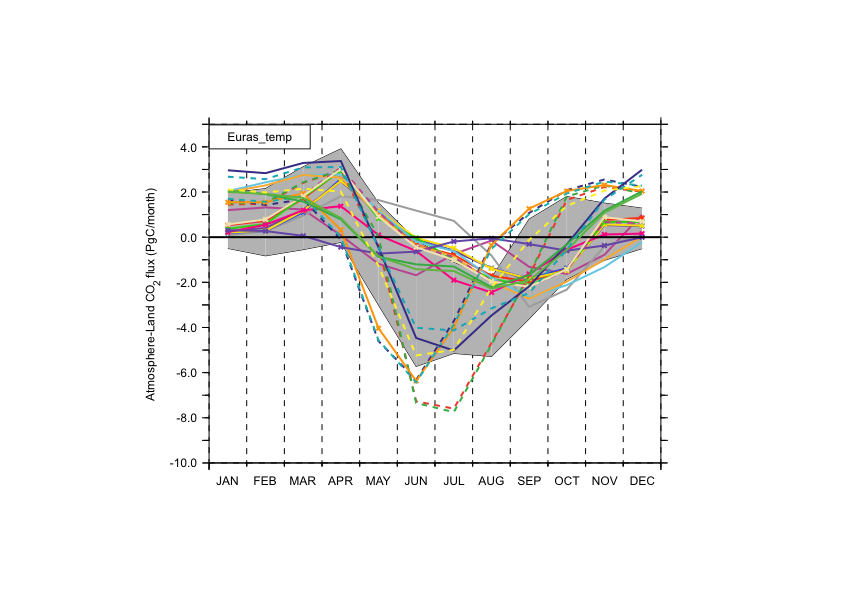 Euras_temp
4.0
2.0
0.0
-2.0
-4.0
-6.0
-8.0
-10.0
Atmosphere-Land CO2 flux (PgC/month)
JAN FEB MAR APR MAY JUN JUL AUG SEP OCT NOV DEC